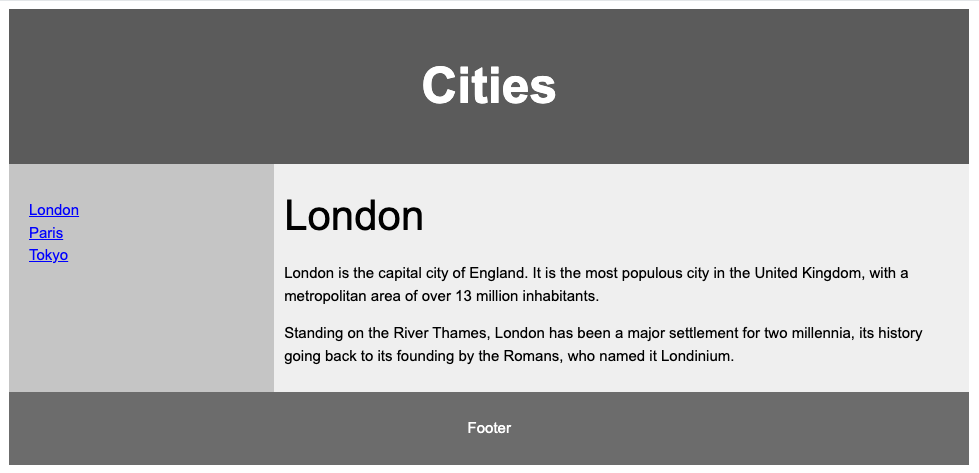 Cities
London
Paris
Tokyo
London
London is the capital city of England. It is the most populous city in the United Kingdom, with a
metropolitan area of over 13 million inhabitants.
Standing on the River Thames, London has been a major settlement for two millennia, its history
going back to its founding by the Romans, who named it Londinium.
Footer